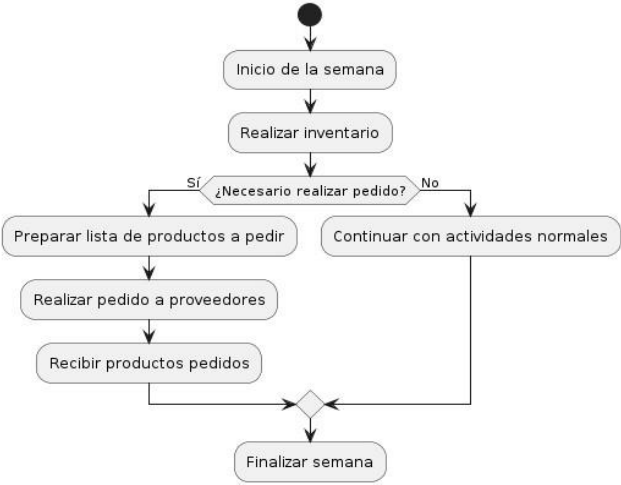 Inicio de la semana
Realizar inventario
¿Necesario realizar pedido?
Sí
No
Preparar lista de productos a pedir
Continuar con actividades normales
Realizar pedido a proveedores
Recibir productos pedidos
Finalizar semana